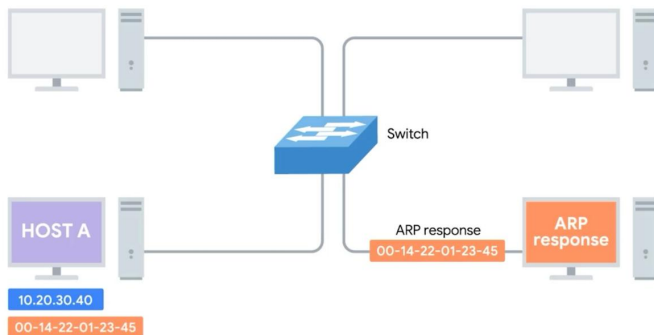 Switch
HOST A
ARP response
00-14-22-01-23-45
ARP
response
10.20.30.40
00-14-22-01-23-45